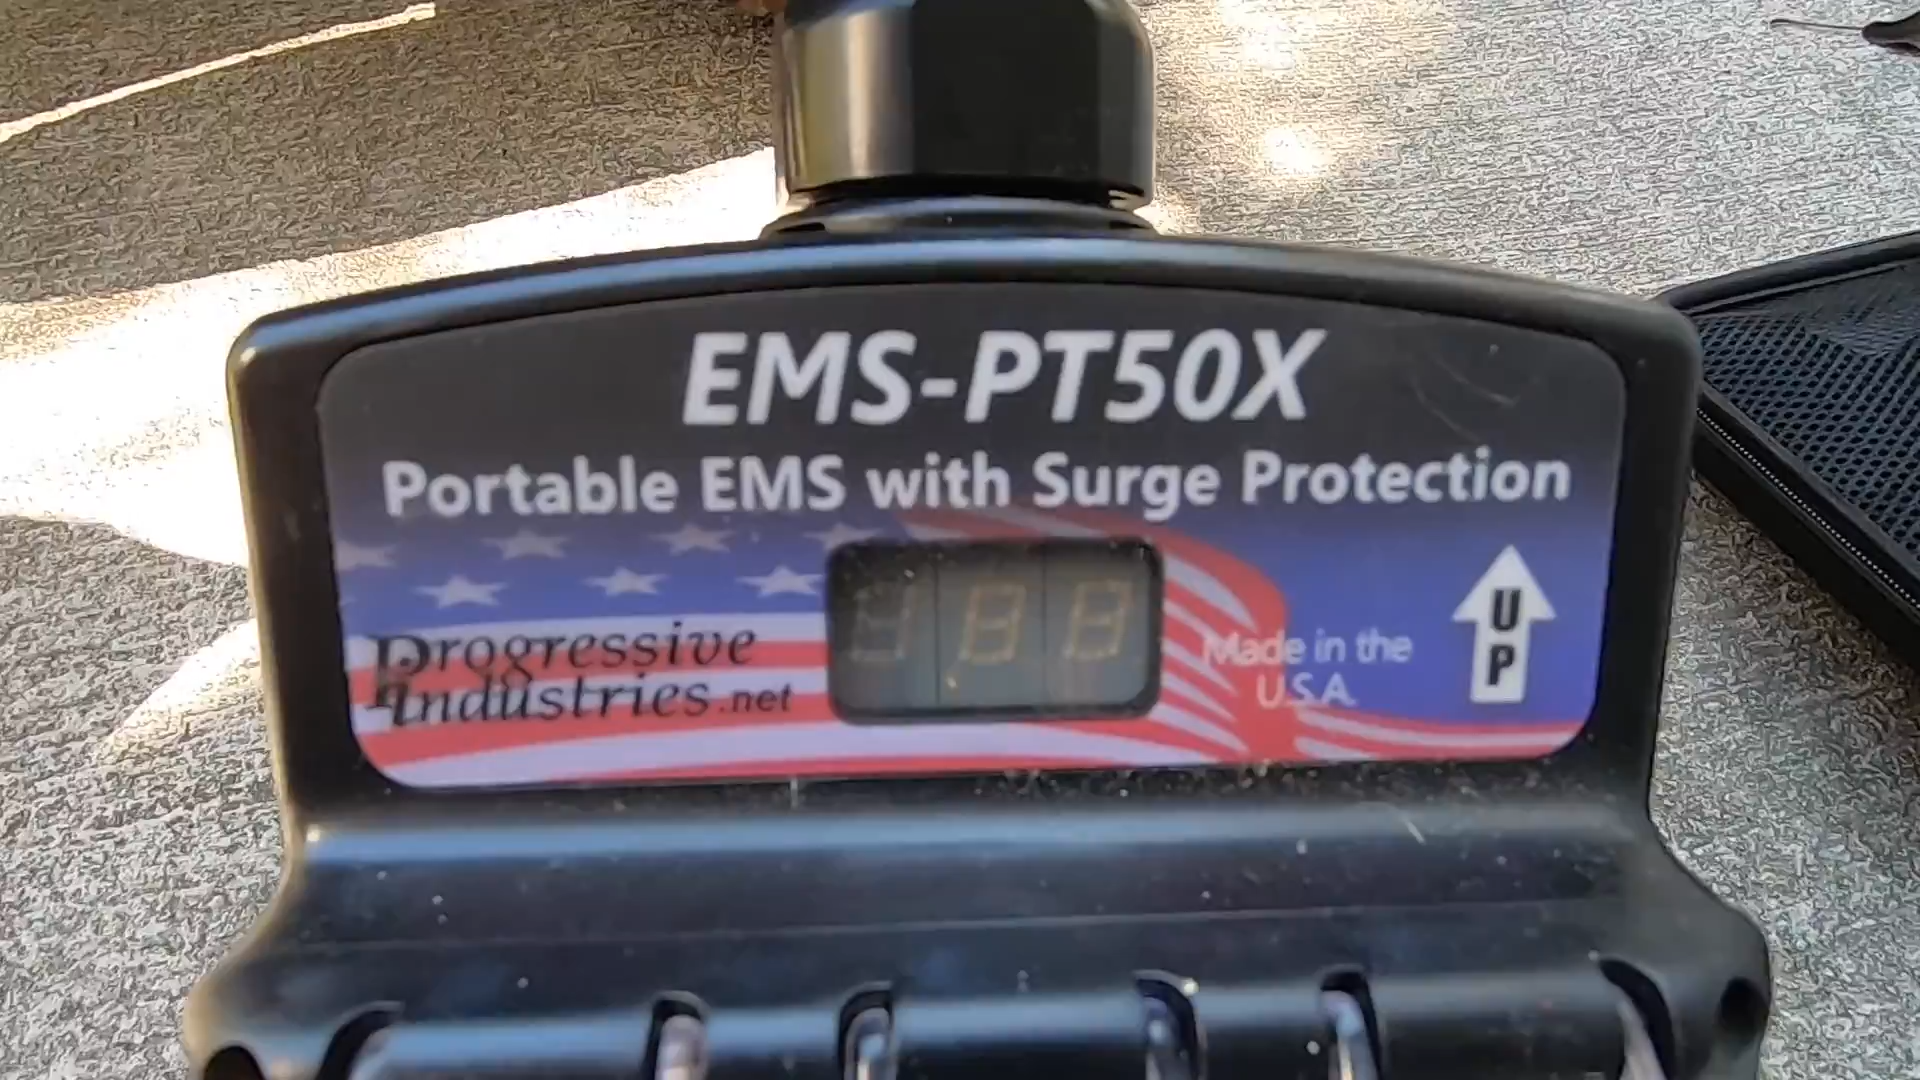 EMS-PT50X
Portable EMS with Surge Protection
Progressive
Industries.net
Made in the
U.S.A.
UP